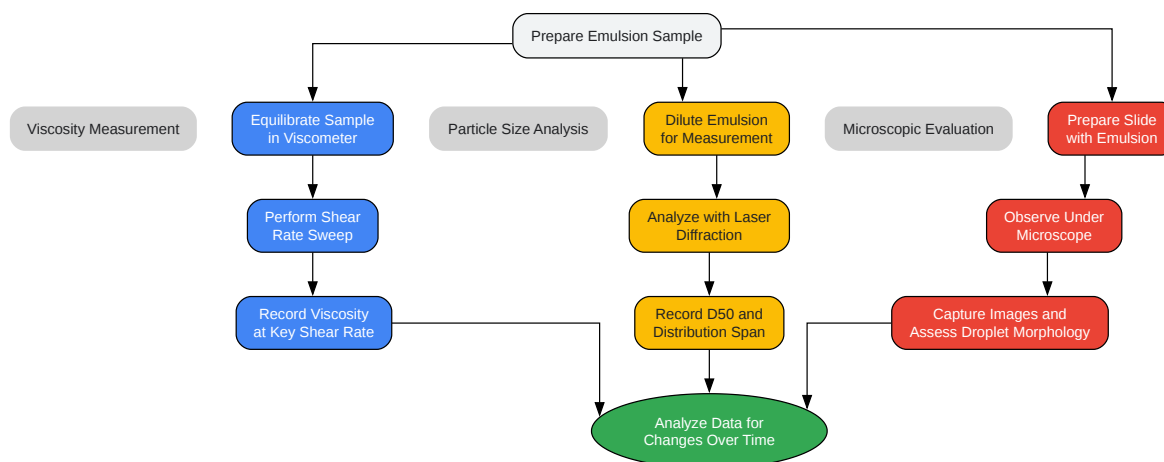 Prepare Emulsion Sample
Viscosity Measurement
Equilibrate Sample
in Viscometer
Particle Size Analysis
Dilute Emulsion
for Measurement
Microscopic Evaluation
Prepare Slide
with Emulsion
Perform Shear
Rate Sweep
Analyze with Laser
Diffraction
Observe Under
Microscope
Record Viscosity
at Key Shear Rate
Record D50 and
Distribution Span
Capture Images and
Assess Droplet Morphology
Analyze Data for
Changes Over Time